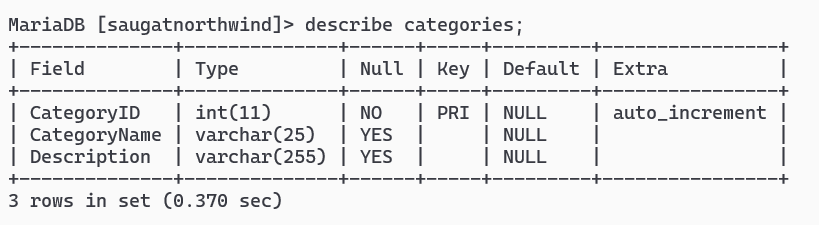 MariaDB [saugatnorthwind]> describe categories;
+--------------+--------------+------+-----+---------+----------------+
| Field        | Type         | Null | Key | Default | Extra          |
+--------------+--------------+------+-----+---------+----------------+
| CategoryID   | int(11)      | NO   | PRI | NULL    | auto_increment |
| CategoryName | varchar(25)  | YES  |     | NULL    |                |
| Description  | varchar(255) | YES  |     | NULL    |                |
+--------------+--------------+------+-----+---------+----------------+
3 rows in set (0.370 sec)